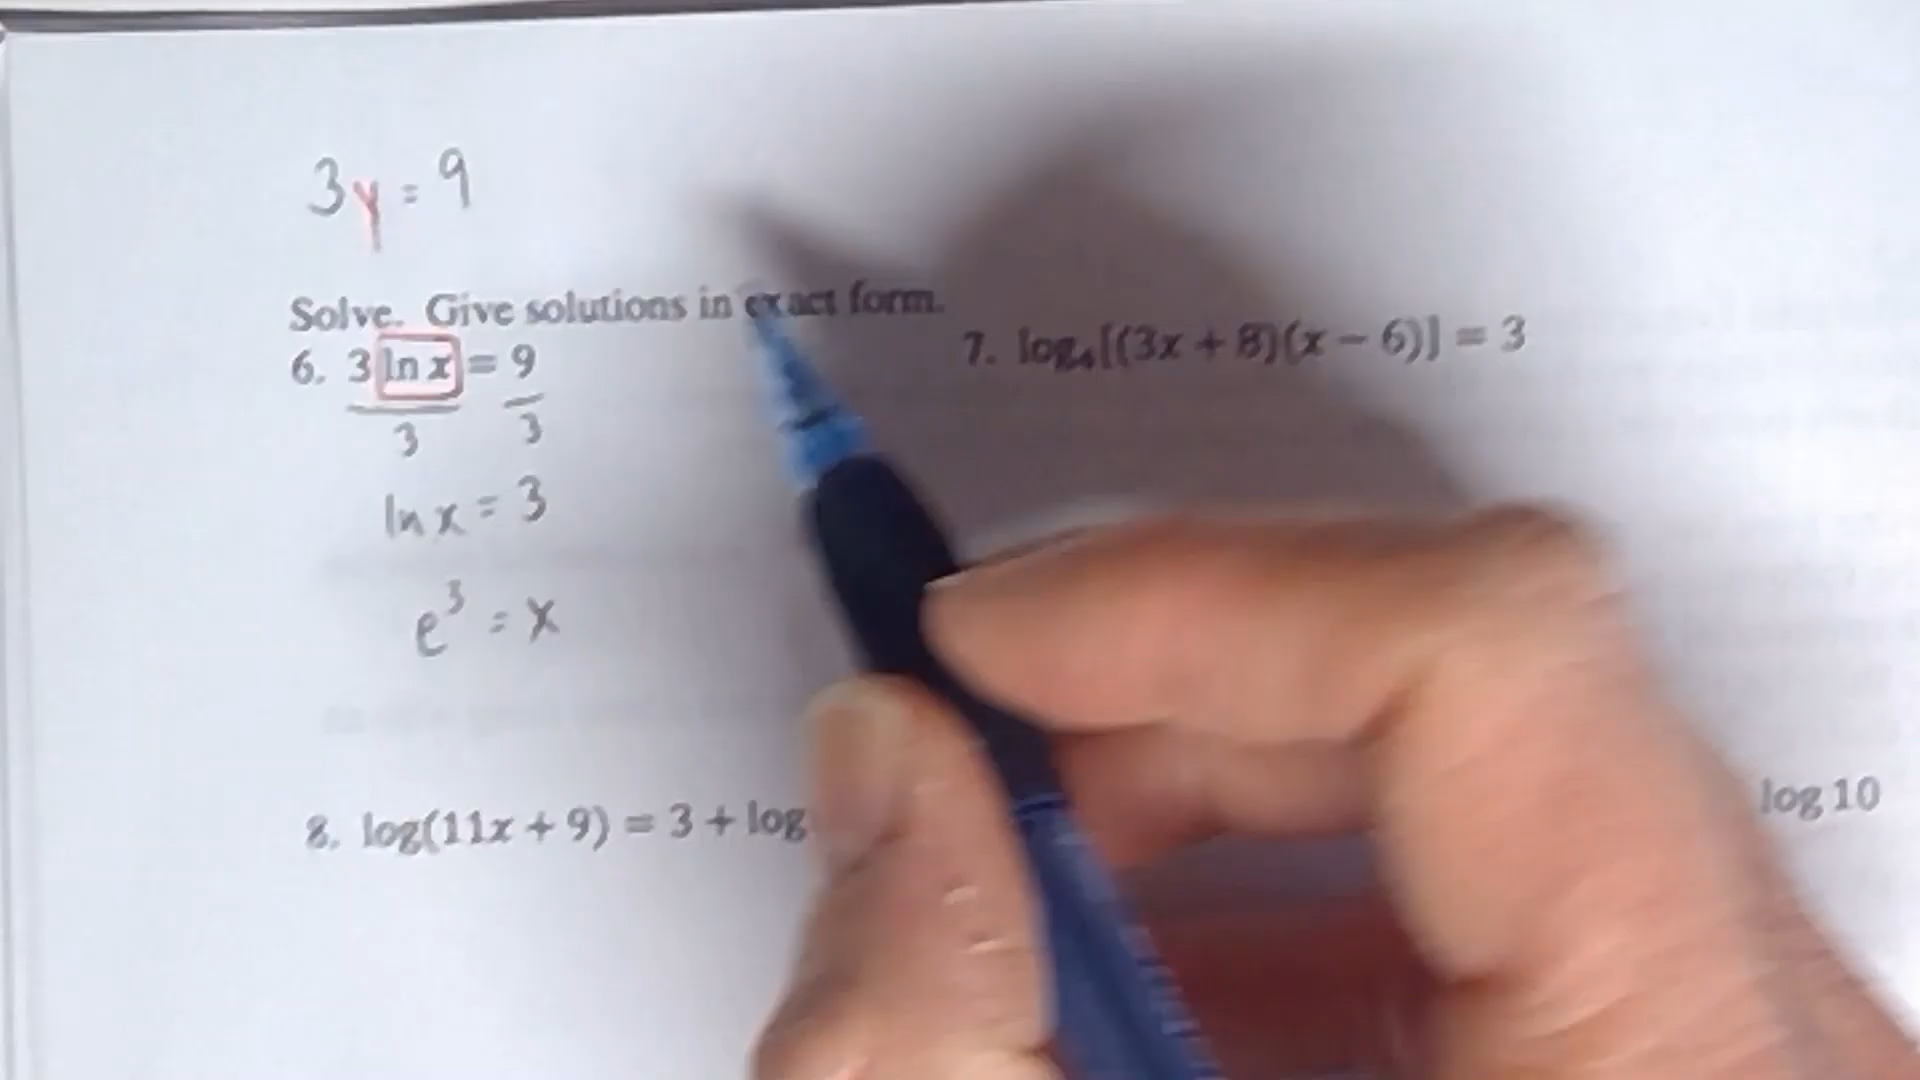 3y = 9
Solve. Give solutions in exact form.
6. 3 ln x = 9
3 3
ln x = 3
e³ = x
7. log₄[(3x + 8)(x − 6)] = 3
8. log(11x + 9) = 3 + log
log 10